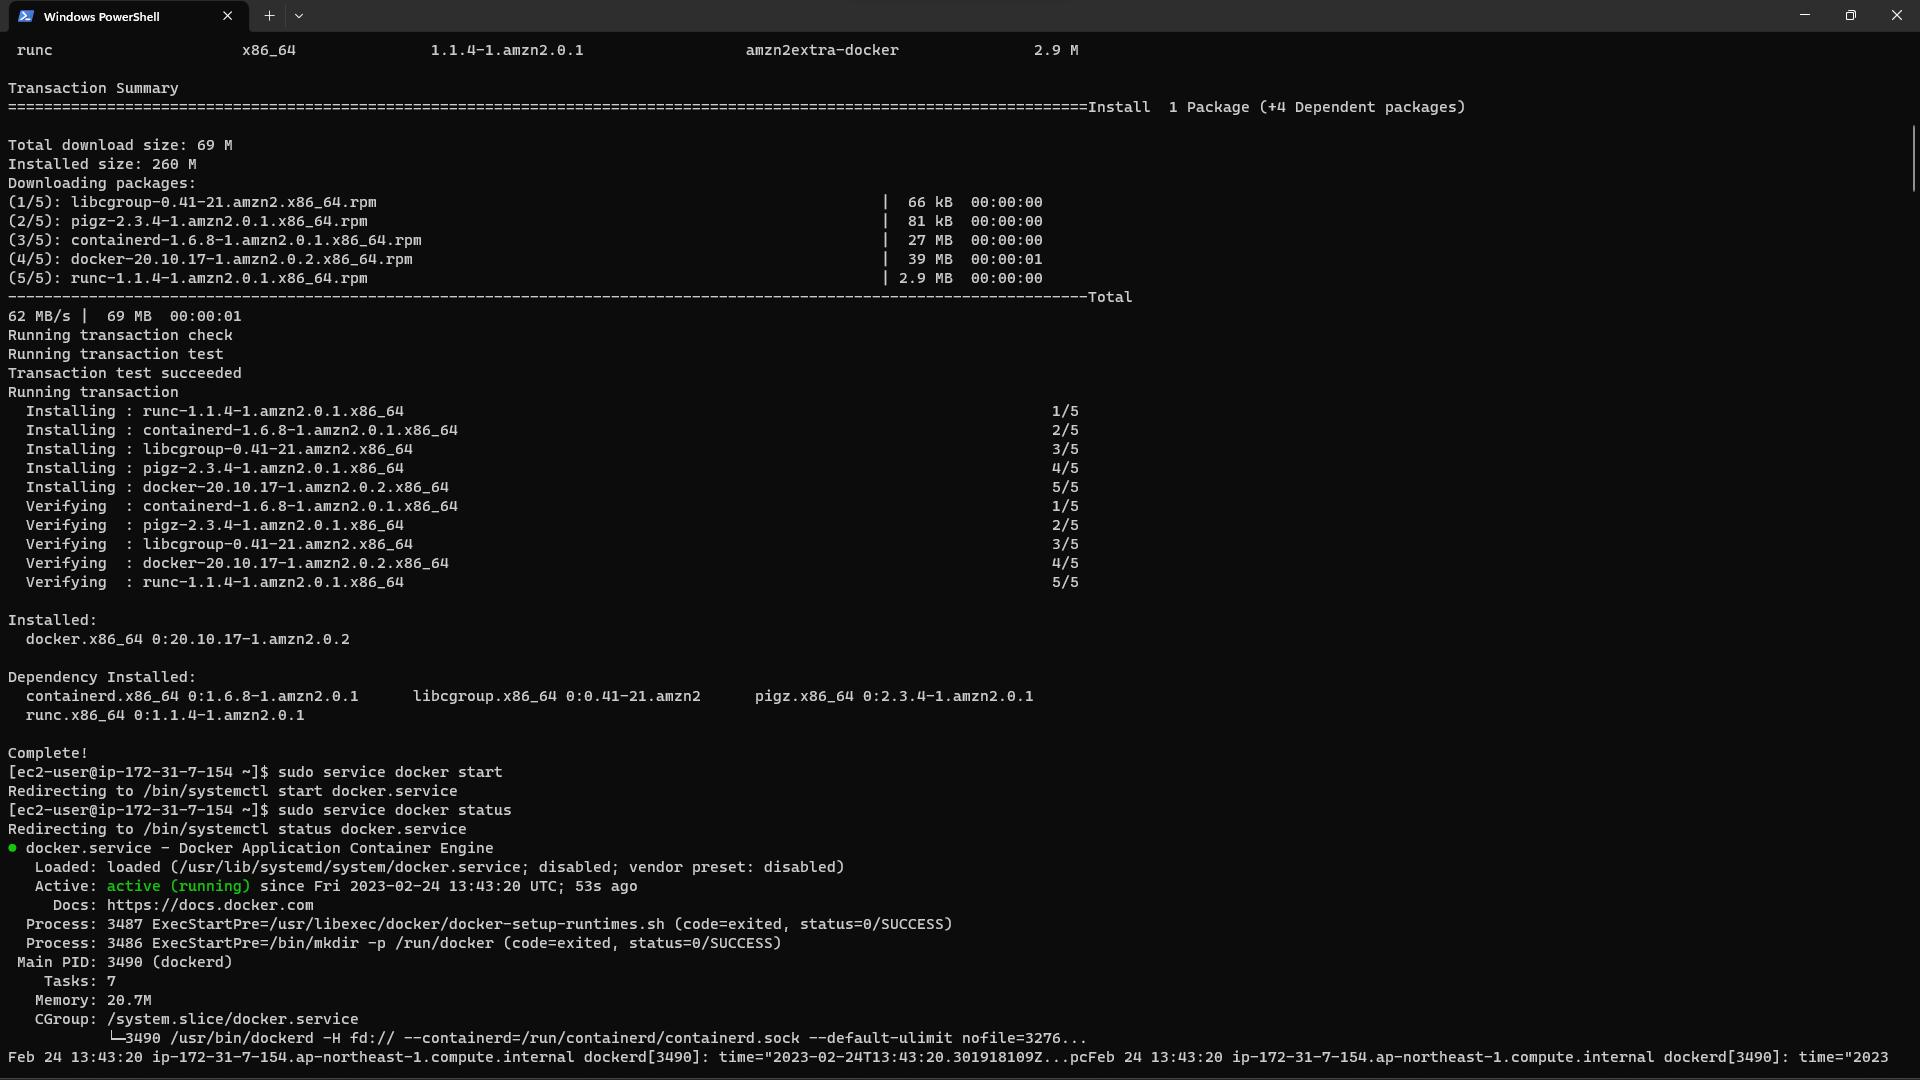 Windows PowerShell
runc x86_64 1.1.4-1.amzn2.0.1 amzn2extra-docker 2.9 M
Transaction Summary
========================================================================================================================Install  1 Package (+4 Dependent packages)
Total download size: 69 M
Installed size: 260 M
Downloading packages:
(1/5): libcgroup-0.41-21.amzn2.x86_64.rpm | 66 kB 00:00:00
(2/5): pigz-2.3.4-1.amzn2.0.1.x86_64.rpm | 81 kB 00:00:00
(3/5): containerd-1.6.8-1.amzn2.0.1.x86_64.rpm | 27 MB 00:00:00
(4/5): docker-20.10.17-1.amzn2.0.2.x86_64.rpm | 39 MB 00:00:01
(5/5): runc-1.1.4-1.amzn2.0.1.x86_64.rpm | 2.9 MB 00:00:00
------------------------------------------------------------------------------------------------------------------------Total
62 MB/s | 69 MB 00:00:01
Running transaction check
Running transaction test
Transaction test succeeded
Running transaction
Installing : runc-1.1.4-1.amzn2.0.1.x86_64 1/5
Installing : containerd-1.6.8-1.amzn2.0.1.x86_64 2/5
Installing : libcgroup-0.41-21.amzn2.x86_64 3/5
Installing : pigz-2.3.4-1.amzn2.0.1.x86_64 4/5
Installing : docker-20.10.17-1.amzn2.0.2.x86_64 5/5
Verifying : containerd-1.6.8-1.amzn2.0.1.x86_64 1/5
Verifying : pigz-2.3.4-1.amzn2.0.1.x86_64 2/5
Verifying : libcgroup-0.41-21.amzn2.x86_64 3/5
Verifying : docker-20.10.17-1.amzn2.0.2.x86_64 4/5
Verifying : runc-1.1.4-1.amzn2.0.1.x86_64 5/5
Installed:
docker.x86_64 0:20.10.17-1.amzn2.0.2
Dependency Installed:
containerd.x86_64 0:1.6.8-1.amzn2.0.1 libcgroup.x86_64 0:0.41-21.amzn2 pigz.x86_64 0:2.3.4-1.amzn2.0.1
runc.x86_64 0:1.1.4-1.amzn2.0.1
Complete!
[ec2-user@ip-172-31-7-154 ~]$ sudo service docker start
Redirecting to /bin/systemctl start docker.service
[ec2-user@ip-172-31-7-154 ~]$ sudo service docker status
Redirecting to /bin/systemctl status docker.service
● docker.service - Docker Application Container Engine
Loaded: loaded (/usr/lib/systemd/system/docker.service; disabled; vendor preset: disabled)
Active: active (running) since Fri 2023-02-24 13:43:20 UTC; 53s ago
Docs: https://docs.docker.com
Process: 3487 ExecStartPre=/usr/libexec/docker/docker-setup-runtimes.sh (code=exited, status=0/SUCCESS)
Process: 3486 ExecStartPre=/bin/mkdir -p /run/docker (code=exited, status=0/SUCCESS)
Main PID: 3490 (dockerd)
Tasks: 7
Memory: 20.7M
CGroup: /system.slice/docker.service
└─3490 /usr/bin/dockerd -H fd:// --containerd=/run/containerd/containerd.sock --default-ulimit nofile=3276...
Feb 24 13:43:20 ip-172-31-7-154.ap-northeast-1.compute.internal dockerd[3490]: time="2023-02-24T13:43:20.301918109Z...pcFeb 24 13:43:20 ip-172-31-7-154.ap-northeast-1.compute.internal dockerd[3490]: time="2023